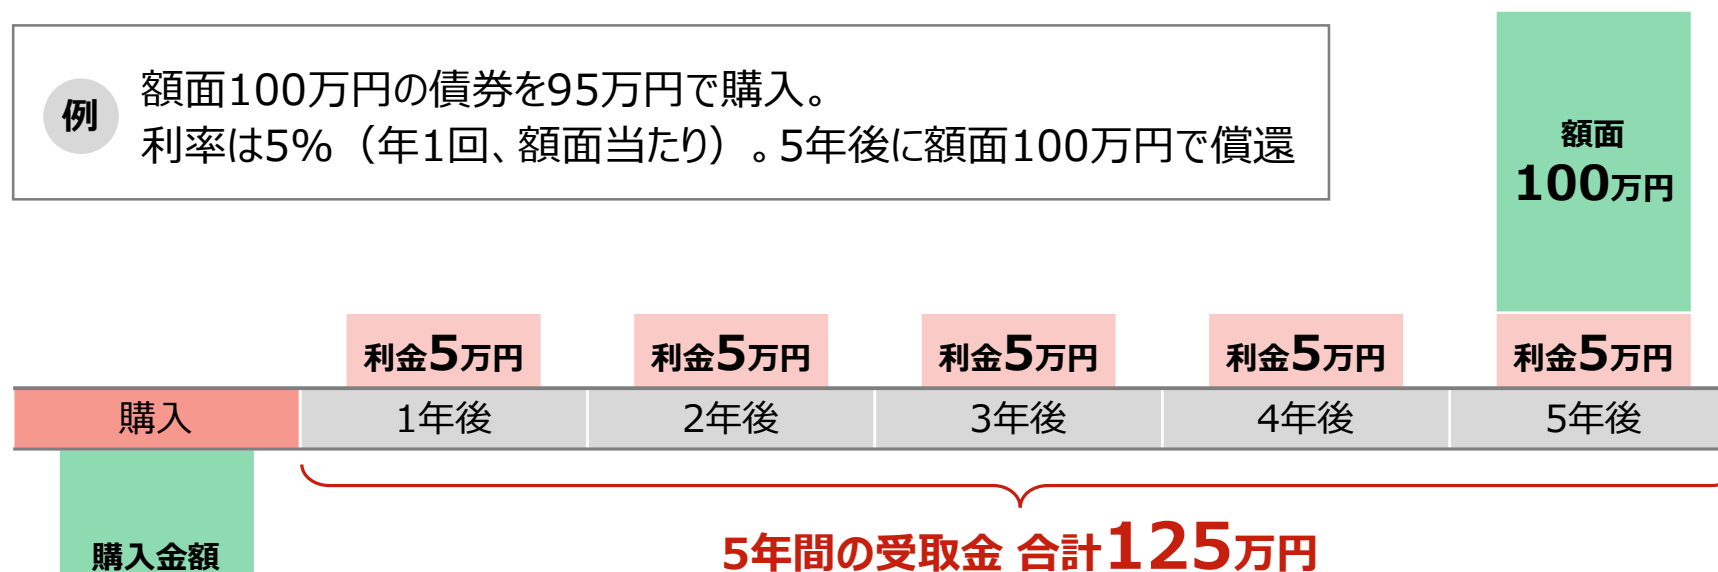 例
額面100万円の債券を95万円で購入。
利率は5%（年1回、額面当たり）。5年後に額面100万円で償還
額面
100万円
利金5万円 利金5万円 利金5万円 利金5万円 利金5万円
購入 1年後 2年後 3年後 4年後 5年後
購入金額
5年間の受取金 合計125万円